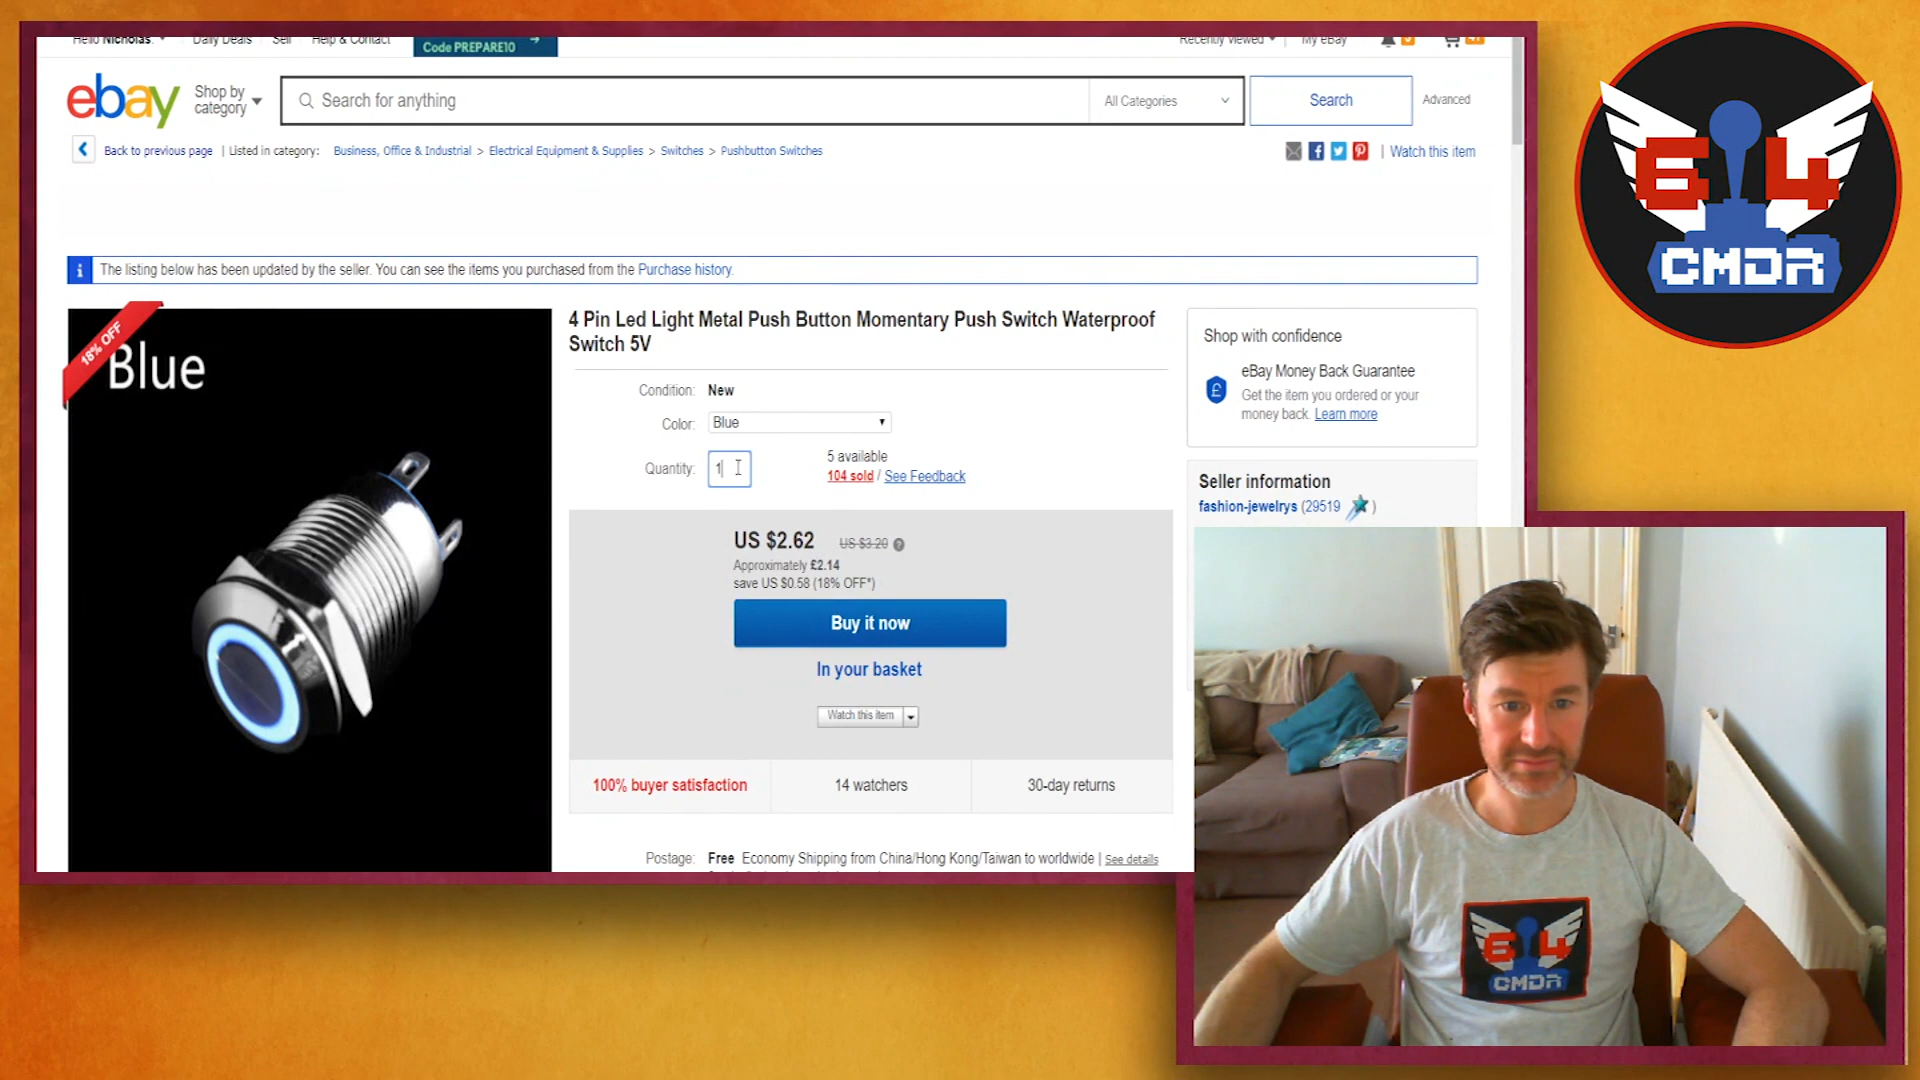 Hello Nicholas! Daily Deals Sell Help & Contact
Code PREPARE10 →
Recently Viewed My eBay
ebay
Shop by
category
Search for anything
All Categories
Search
Advanced
Back to previous page | Listed in category: Business, Office & Industrial > Electrical Equipment & Supplies > Switches > Pushbutton Switches
| Watch this item
The listing below has been updated by the seller. You can see the items you purchased from the Purchase history.
18% OFF
Blue
4 Pin Led Light Metal Push Button Momentary Push Switch Waterproof
Switch 5V
Condition: New
Color: Blue
Quantity: 1
5 available
104 sold / See Feedback
US $2.62 US $3.20
Approximately £2.14
save US $0.58 (18% OFF*)
Buy it now
In your basket
Watch this item
100% buyer satisfaction
14 watchers
30-day returns
Postage: Free Economy Shipping from China/Hong Kong/Taiwan to worldwide | See details
Shop with confidence
eBay Money Back Guarantee
Get the item you ordered or your
money back. Learn more
Seller information
fashion-jewelrys (29519 )
64
CMDR
64
CMDR